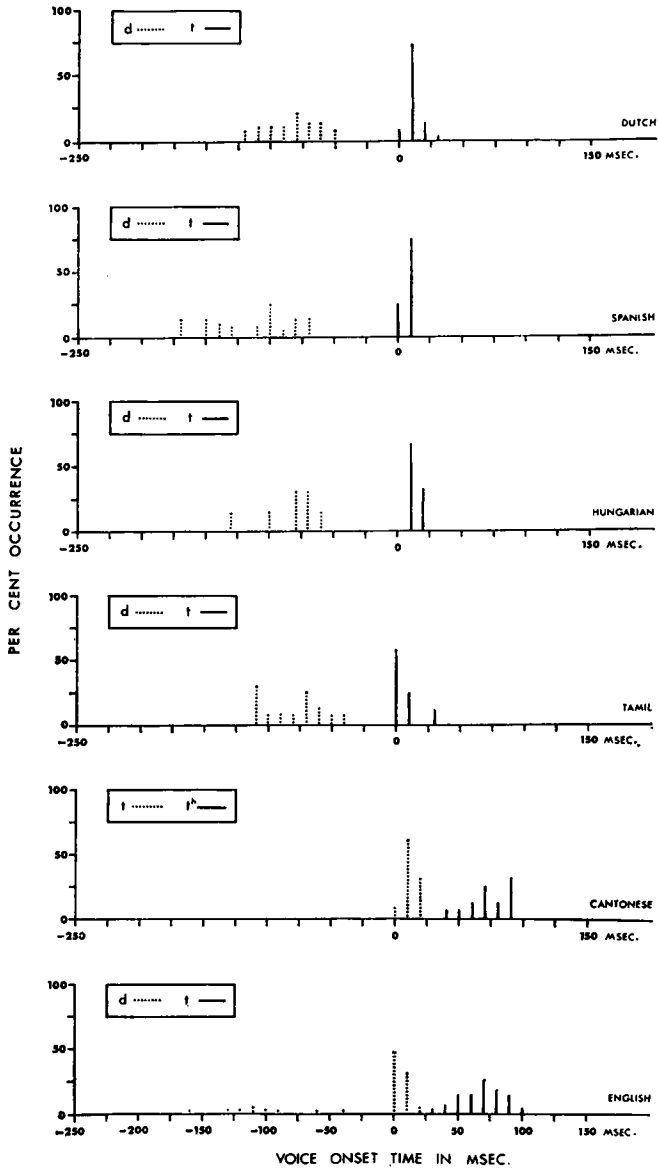 100
d t
50
DUTCH
0
-250 0 150 MSEC.
100
d t
50
SPANISH
0
-250 0 150 MSEC.
100
d t
50
HUNGARIAN
0
-250 0 150 MSEC.
PER CENT OCCURRENCE
100
d t
50
TAMIL
0
-250 0 150 MSEC.
100
t tʰ
50
CANTONESE
0
-250 0 150 MSEC.
100
d t
50
ENGLISH
0
-250 -200 -150 -100 -50 0 50 100 150 MSEC.
VOICE ONSET TIME IN MSEC.